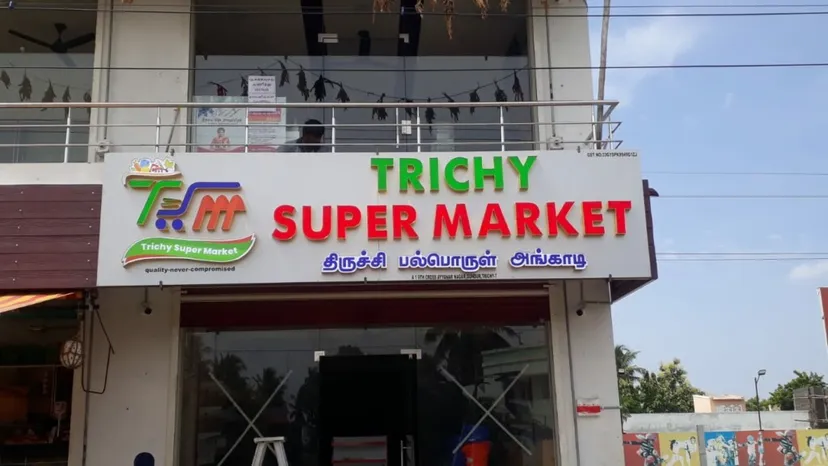 TRICHY
SUPER MARKET
திருச்சி பல்பொருள் அங்காடி
TSM
Trichy Super Market
quality-never-compromised